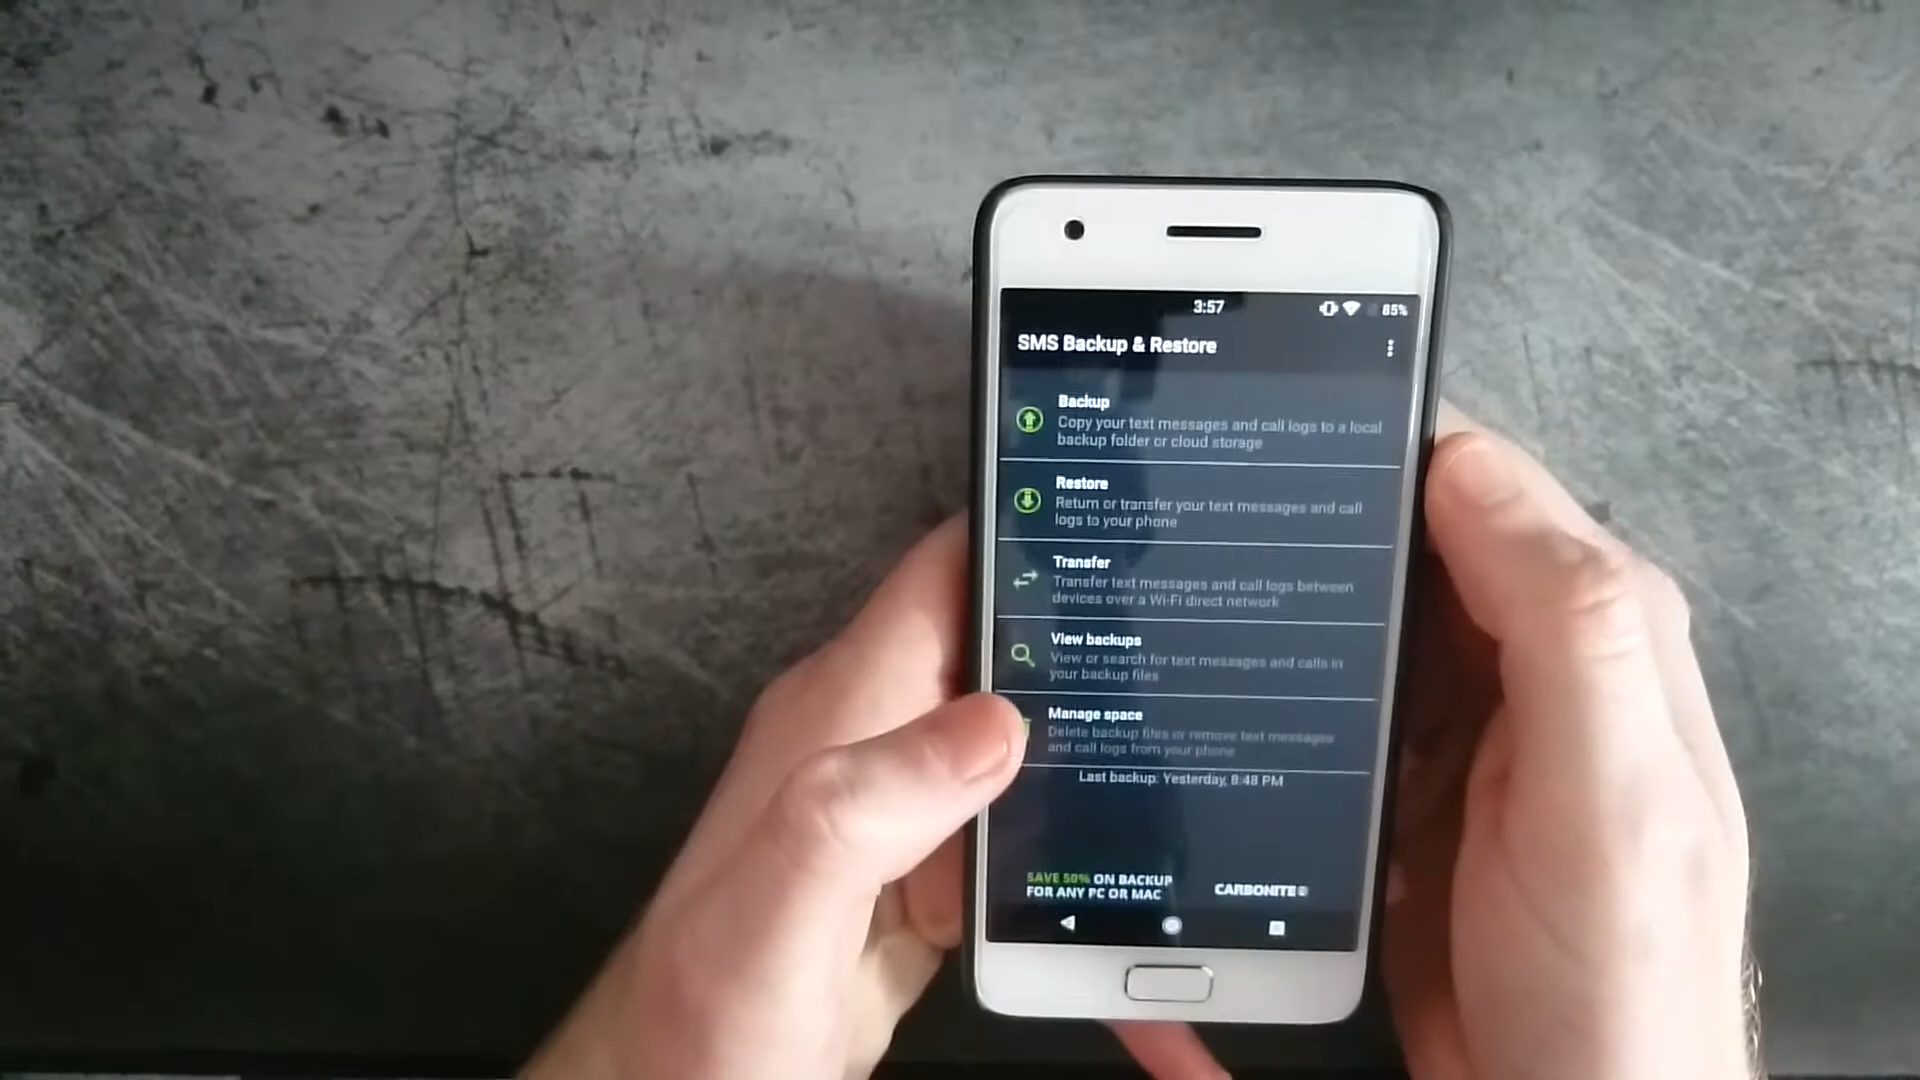 3:57
85%
SMS Backup & Restore
Backup
Copy your text messages and call logs to a local
backup folder or cloud storage
Restore
Return or transfer your text messages and call
logs to your phone
Transfer
Transfer text messages and call logs between
devices over a Wi-Fi direct network
View backups
View or search for text messages and calls in
your backup files
Manage space
Delete backup files or remove text messages
and call logs from your phone
Last backup: Yesterday, 8:48 PM
SAVE 50% ON BACKUP
FOR ANY PC OR MAC
CARBONITE